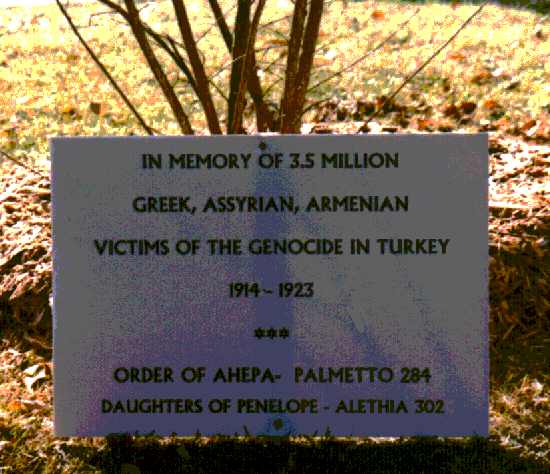 IN MEMORY OF 3.5 MILLION
GREEK, ASSYRIAN, ARMENIAN
VICTIMS OF THE GENOCIDE IN TURKEY
1914 - 1923
***
ORDER OF AHEPA- PALMETTO 284
DAUGHTERS OF PENELOPE - ALETHIA 302